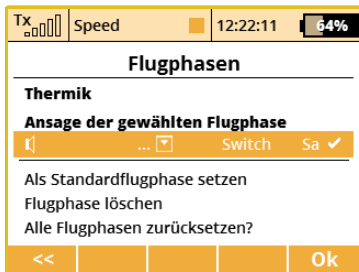 Tx Speed 12:22:11 64%
Flugphasen
Thermik
Ansage der gewählten Flugphase
... Switch Sa ✔
Als Standardflugphase setzen
Flugphase löschen
Alle Flugphasen zurücksetzen?
<< Ok